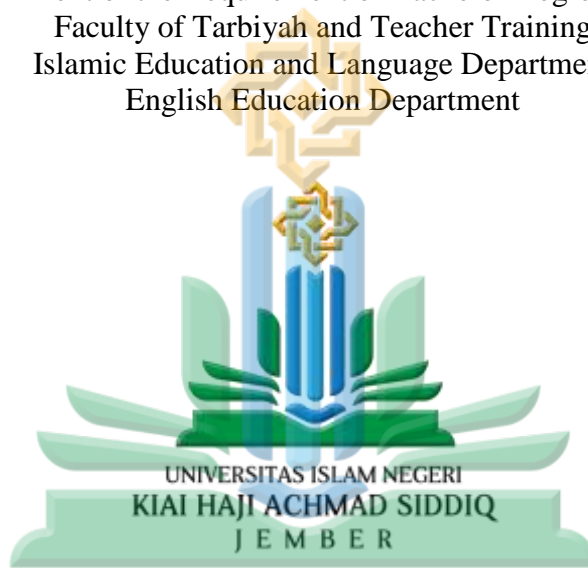 Faculty of Tarbiyah and Teacher Training
Islamic Education and Language
English Education Department
UNIVERSITAS ISLAM NEGERI
KIAI HAJI ACHMAD SIDDIQ
JEMBER